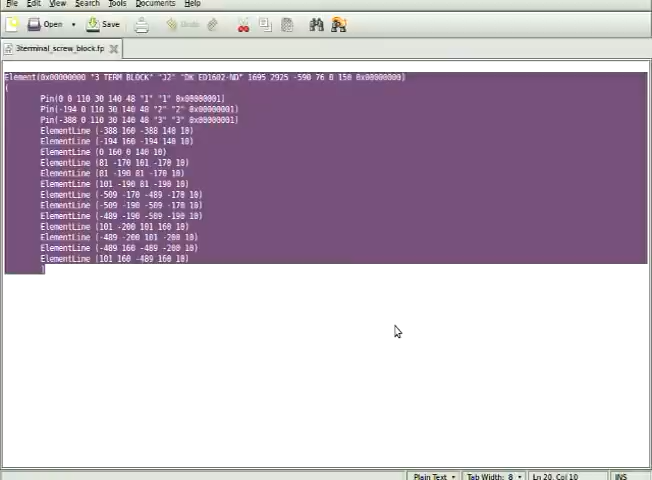 File Edit View Search Tools Documents Help
Open Save Undo
3terminal_screw_block.fp
Element(0x00000000 "3 TERM BLOCK" "J2" "DK ED1602-ND" 1695 2925 -590 76 0 150 0x00000000)
(
Pin(0 0 110 30 140 48 "1" "1" 0x00000001)
Pin(-194 0 110 30 140 48 "2" "2" 0x00000001)
Pin(-388 0 110 30 140 48 "3" "3" 0x00000001)
ElementLine (-388 160 -388 140 10)
ElementLine (-194 160 -194 140 10)
ElementLine (0 160 0 140 10)
ElementLine (81 -170 101 -170 10)
ElementLine (81 -190 81 -170 10)
ElementLine (101 -190 81 -190 10)
ElementLine (-509 -170 -489 -170 10)
ElementLine (-509 -190 -509 -170 10)
ElementLine (-489 -190 -509 -190 10)
ElementLine (101 -200 101 160 10)
ElementLine (-489 -200 101 -200 10)
ElementLine (-489 160 -489 -200 10)
ElementLine (101 160 -489 160 10)
)
Plain Text Tab Width: 8 Ln 20, Col 10 INS